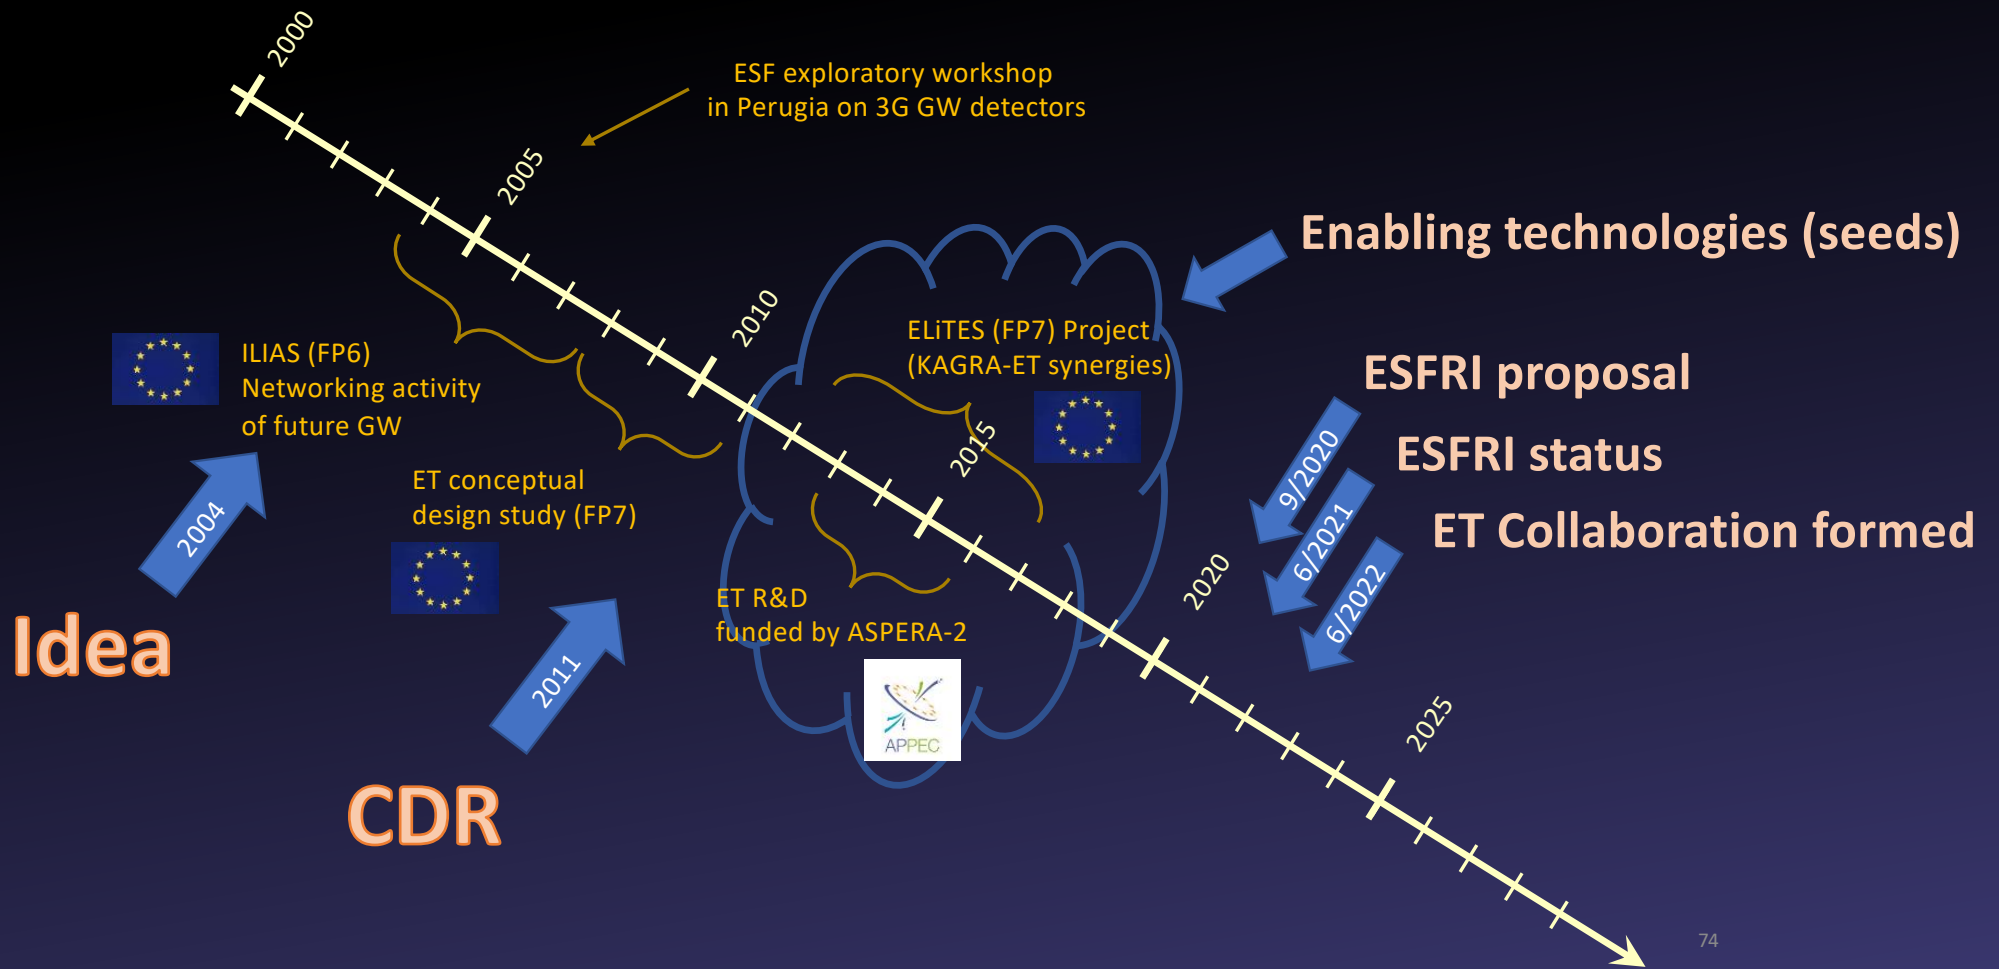 2000
ESF exploratory workshop
in Perugia on 3G GW detectors
2005
Enabling technologies (seeds)
2010
ELiTES (FP7) Project
(KAGRA-ET synergies)
ILIAS (FP6)
Networking activity
of future GW
ESFRI proposal
9/2020
2015
ESFRI status
6/2021
ET conceptual
design study (FP7)
2004
ET Collaboration formed
6/2022
2020
ET R&D
funded by ASPERA-2
Idea
2011
APPEC
2025
CDR
74